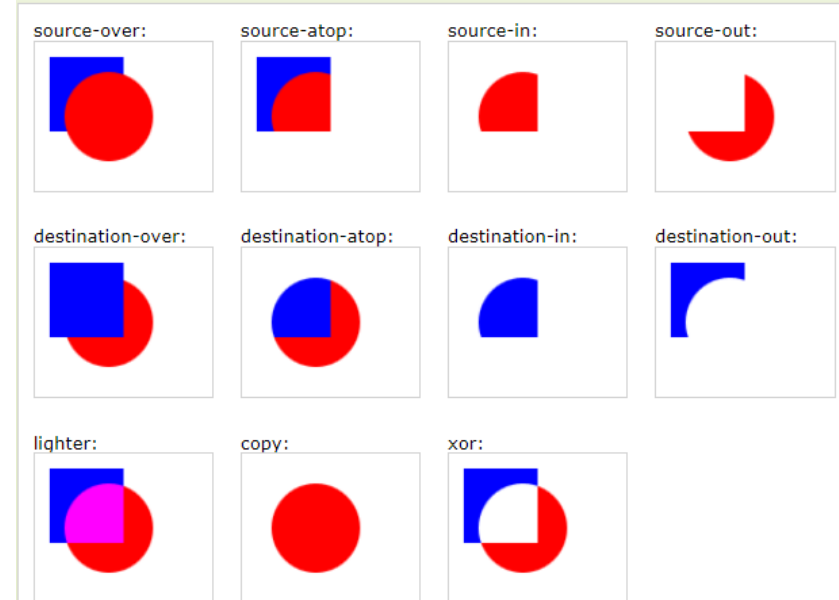 source-over: source-atop: source-in: source-out:
destination-over: destination-atop: destination-in: destination-out:
lighter: copy: xor: